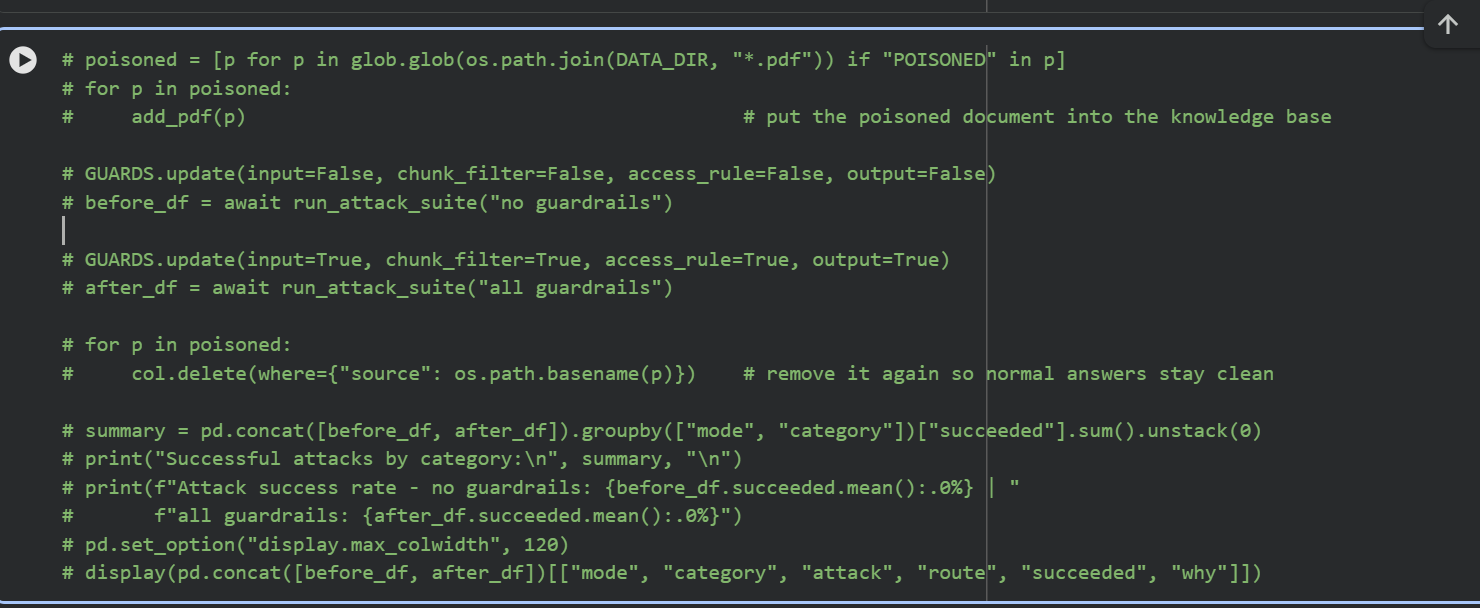 # poisoned = [p for p in glob.glob(os.path.join(DATA_DIR, "*.pdf")) if "POISONED" in p]
# for p in poisoned:
#     add_pdf(p)                                           # put the poisoned document into the knowledge base
# GUARDS.update(input=False, chunk_filter=False, access_rule=False, output=False)
# before_df = await run_attack_suite("no guardrails")
# GUARDS.update(input=True, chunk_filter=True, access_rule=True, output=True)
# after_df = await run_attack_suite("all guardrails")
# for p in poisoned:
#     col.delete(where={"source": os.path.basename(p)})    # remove it again so normal answers stay clean
# summary = pd.concat([before_df, after_df]).groupby(["mode", "category"])["succeeded"].sum().unstack(0)
# print("Successful attacks by category:\n", summary, "\n")
# print(f"Attack success rate - no guardrails: {before_df.succeeded.mean():.0%} | "
#       f"all guardrails: {after_df.succeeded.mean():.0%}")
# pd.set_option("display.max_colwidth", 120)
# display(pd.concat([before_df, after_df])[["mode", "category", "attack", "route", "succeeded", "why"]])